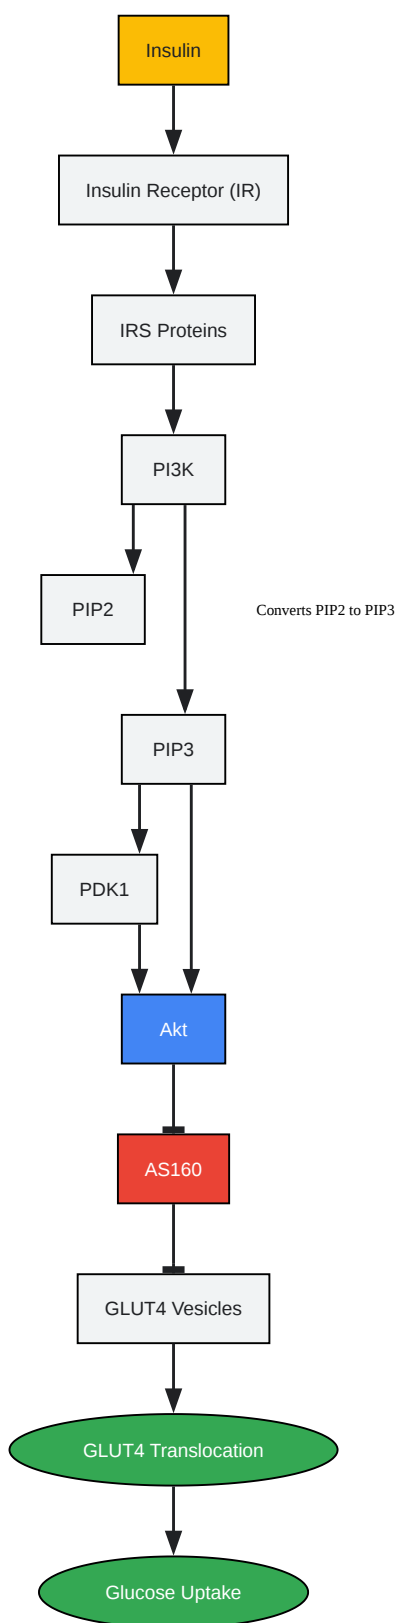 Insulin
Insulin Receptor (IR)
IRS Proteins
PI3K
PIP2
Converts PIP2 to PIP3
PIP3
PDK1
Akt
AS160
GLUT4 Vesicles
GLUT4 Translocation
Glucose Uptake